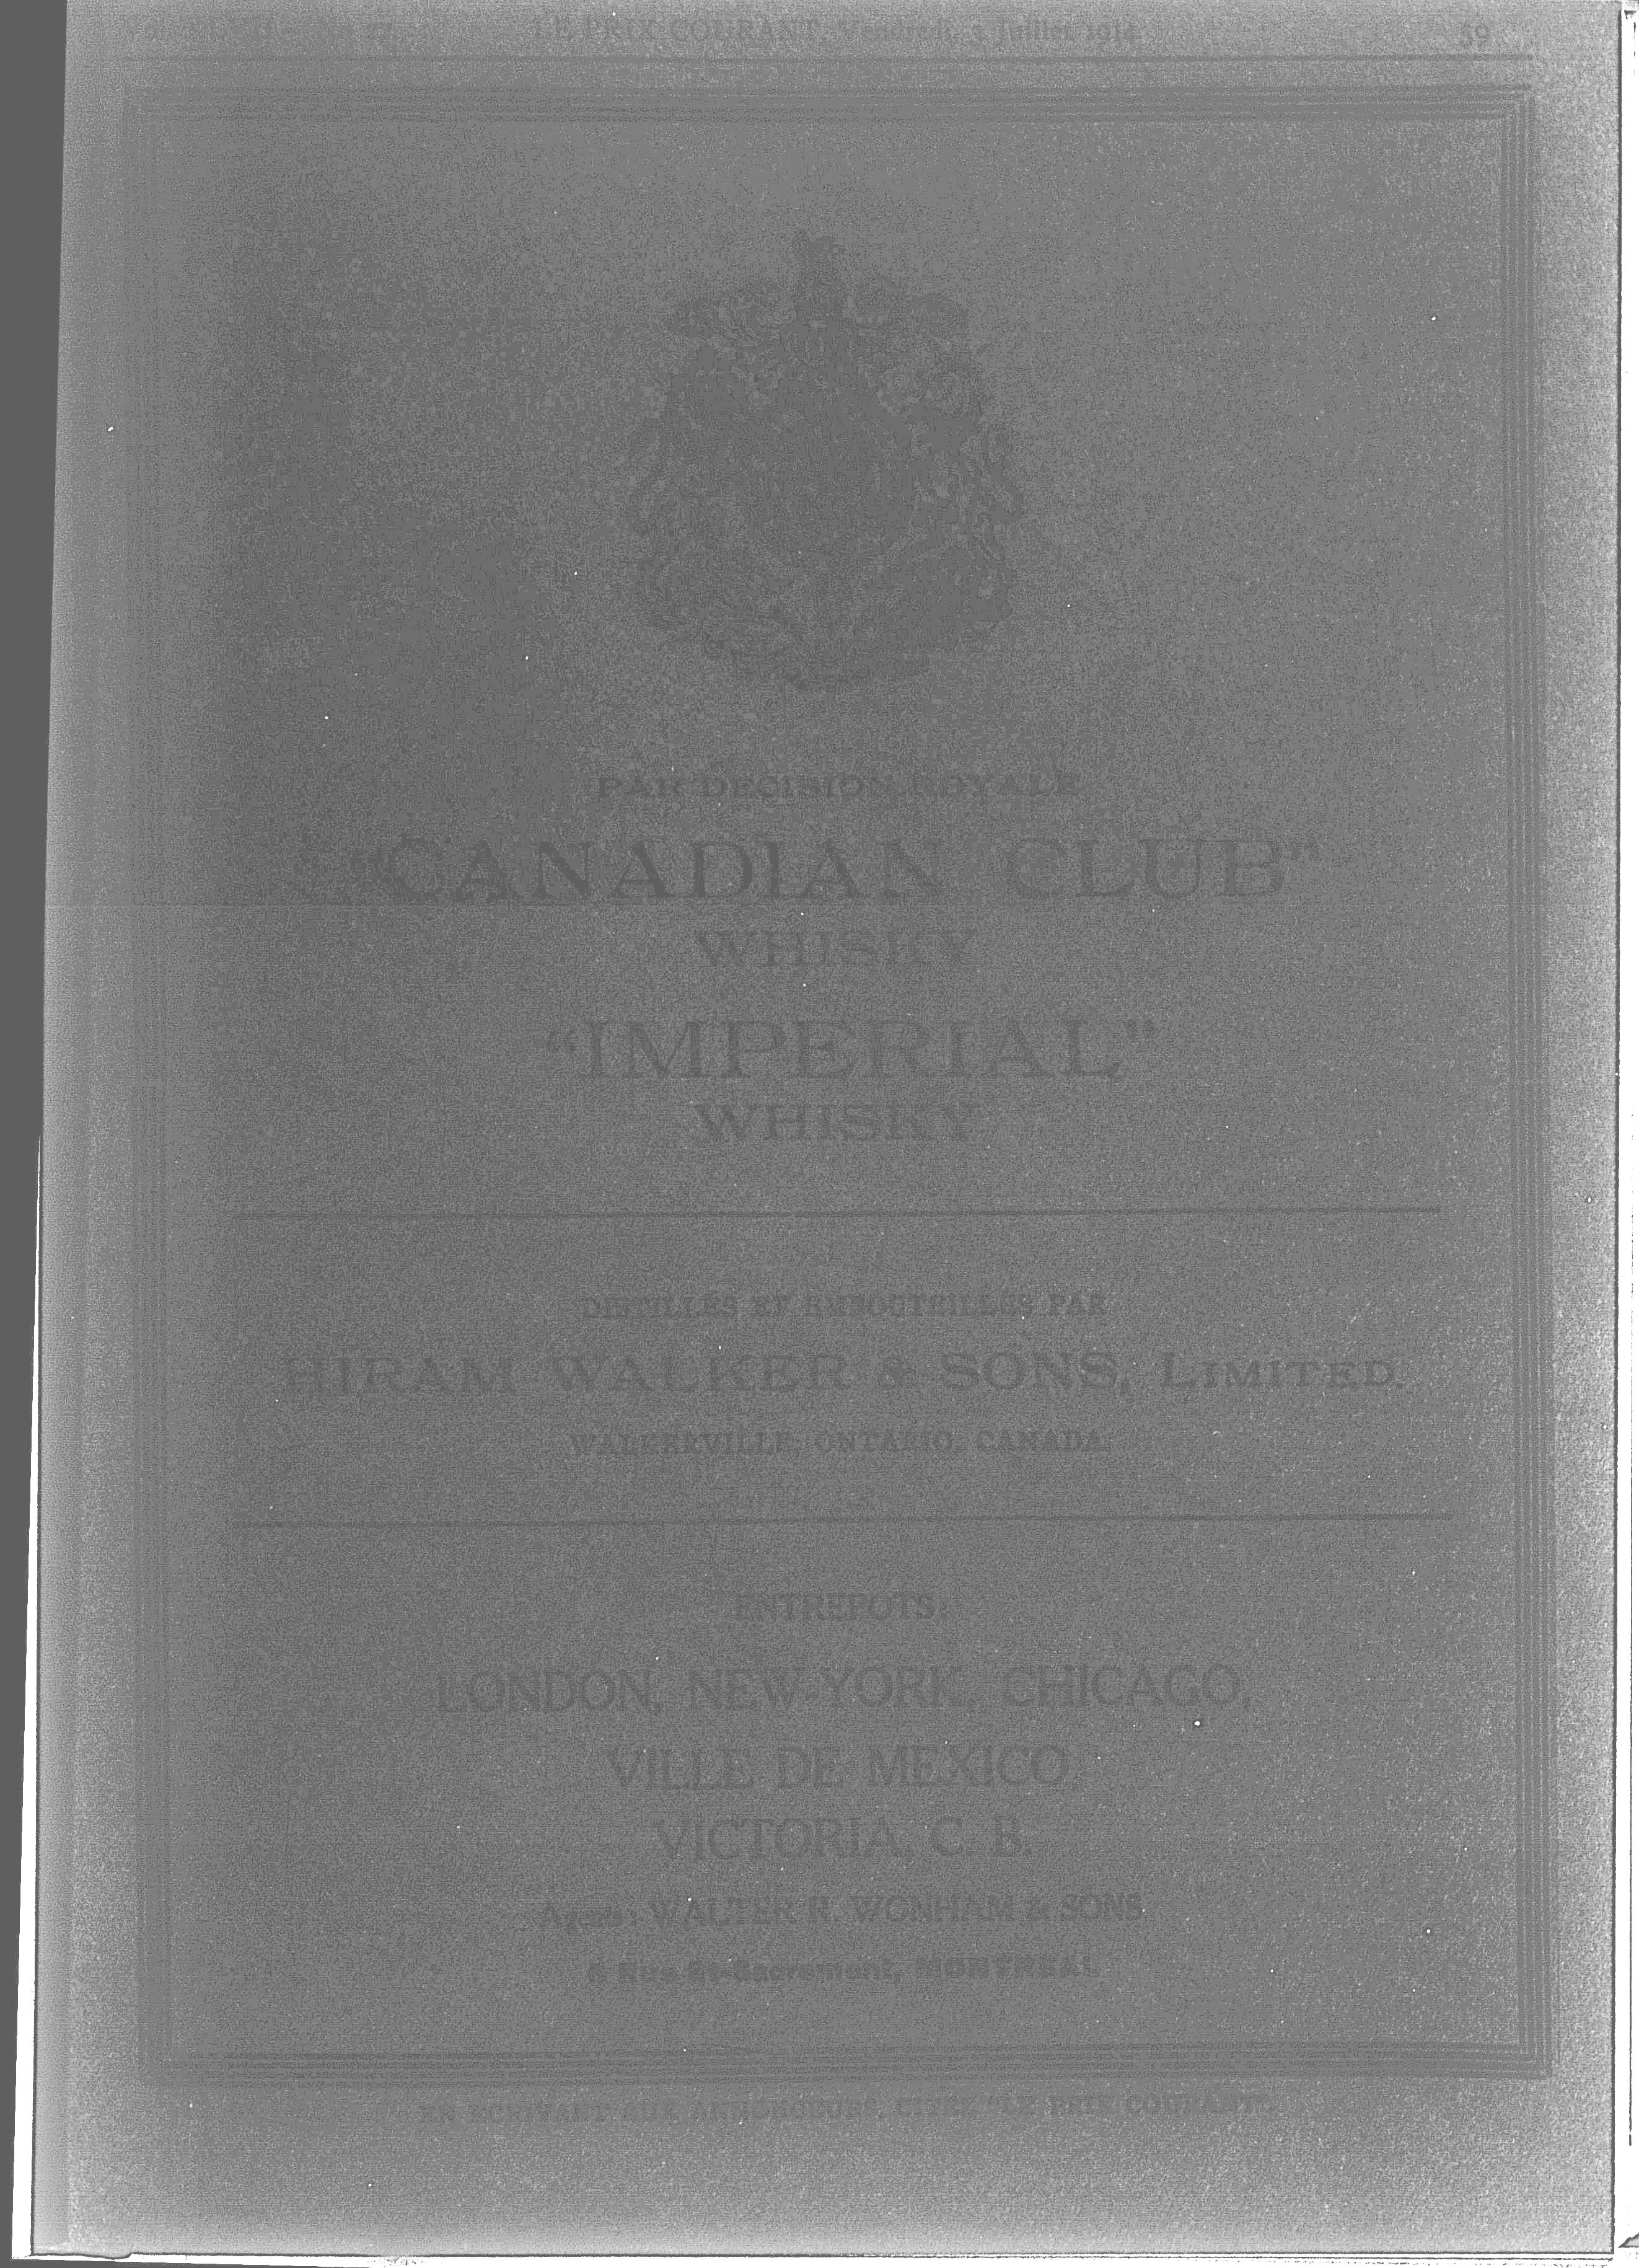 LE PRIX COURANT, Vendredi, 3 Juillet 1914 59
PAR DECISION ROYALE
“CANADIAN CLUB”
WHISKY
“IMPERIAL”
WHISKY
DISTILLES ET EMBOUTEILLES PAR
HIRAM WALKER & SONS, LIMITED.
WALKERVILLE, ONTARIO, CANADA.
ENTREPOTS:
LONDON, NEW-YORK, CHICAGO,
VILLE DE MEXICO,
VICTORIA, C. B.
Agents: WALTER R. WONHAM & SONS
6 Rue St-Sacrement, MONTREAL
EN ECRIVANT AUX ANNONCEURS, CITEZ "LE PRIX COURANT"